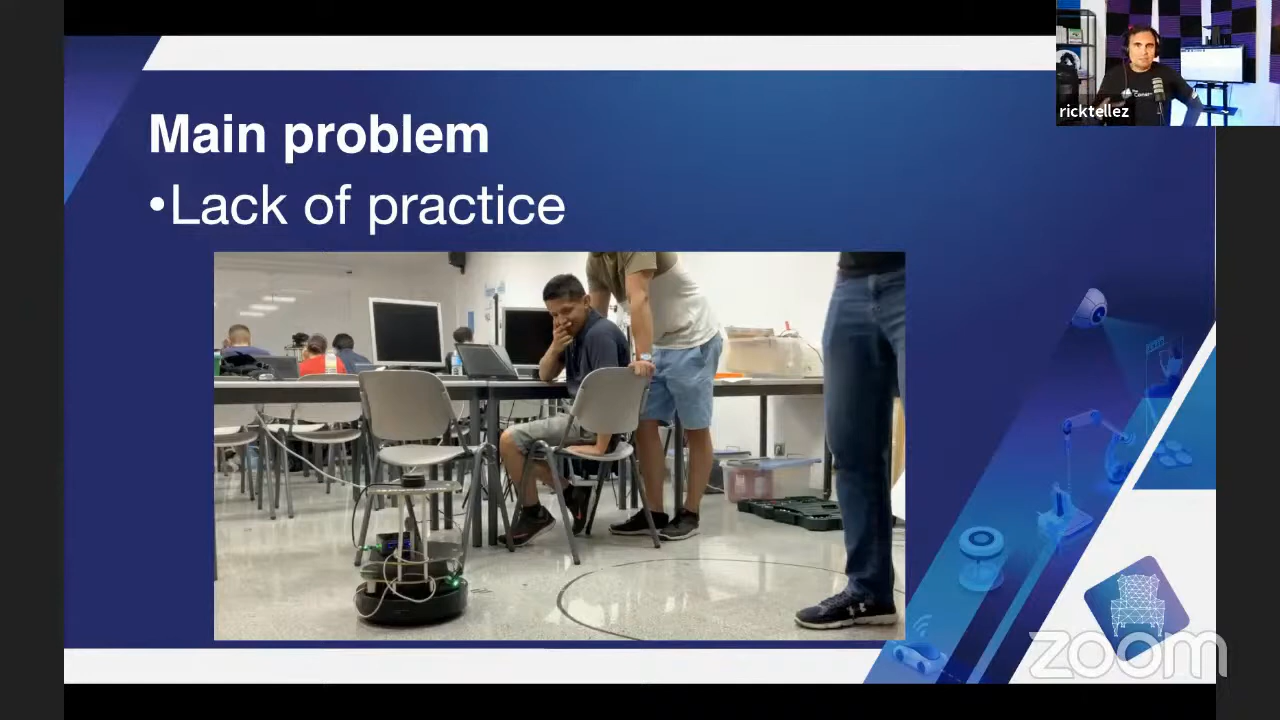 Main problem
•Lack of practice
ricktellez
zoom